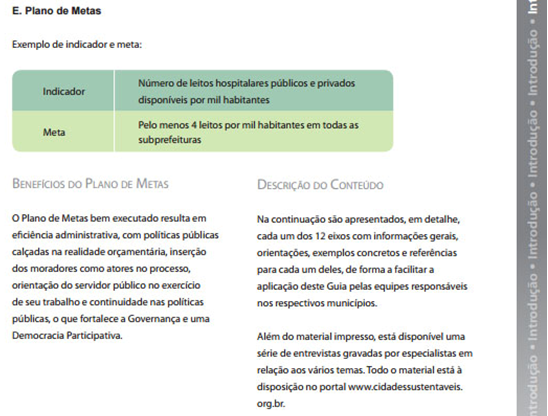 E. Plano de Metas
Exemplo de indicador e meta:
Indicador
Número de leitos hospitalares públicos e privados
disponíveis por mil habitantes
Meta
Pelo menos 4 leitos por mil habitantes em todas as
subprefeituras
Benefícios do Plano de Metas
O Plano de Metas bem executado resulta em
eficiência administrativa, com políticas públicas
calçadas na realidade orçamentária, inserção
dos moradores como atores no processo,
orientação do servidor público no exercício
de seu trabalho e continuidade nas políticas
públicas, o que fortalece a Governança e uma
Democracia Participativa.
Descrição do Conteúdo
Na continuação são apresentados, em detalhe,
cada um dos 12 eixos com informações gerais,
orientações, exemplos concretos e referências
para cada um deles, de forma a facilitar a
aplicação deste Guia pelas equipes responsáveis
nos respectivos municípios.
Além do material impresso, está disponível uma
série de entrevistas gravadas por especialistas em
relação aos vários temas. Todo o material está à
disposição no portal www.cidadessustentaveis.
org.br.
ntrodução • Introdução • Introdução • Introdução • Introdução • Int